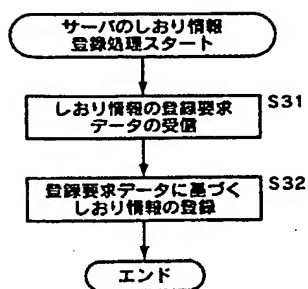 サーバのしおり情報
登録処理スタート
しおり情報の登録要求
データの受信
S31
登録要求データに基づく
しおり情報の登録
S32
エンド